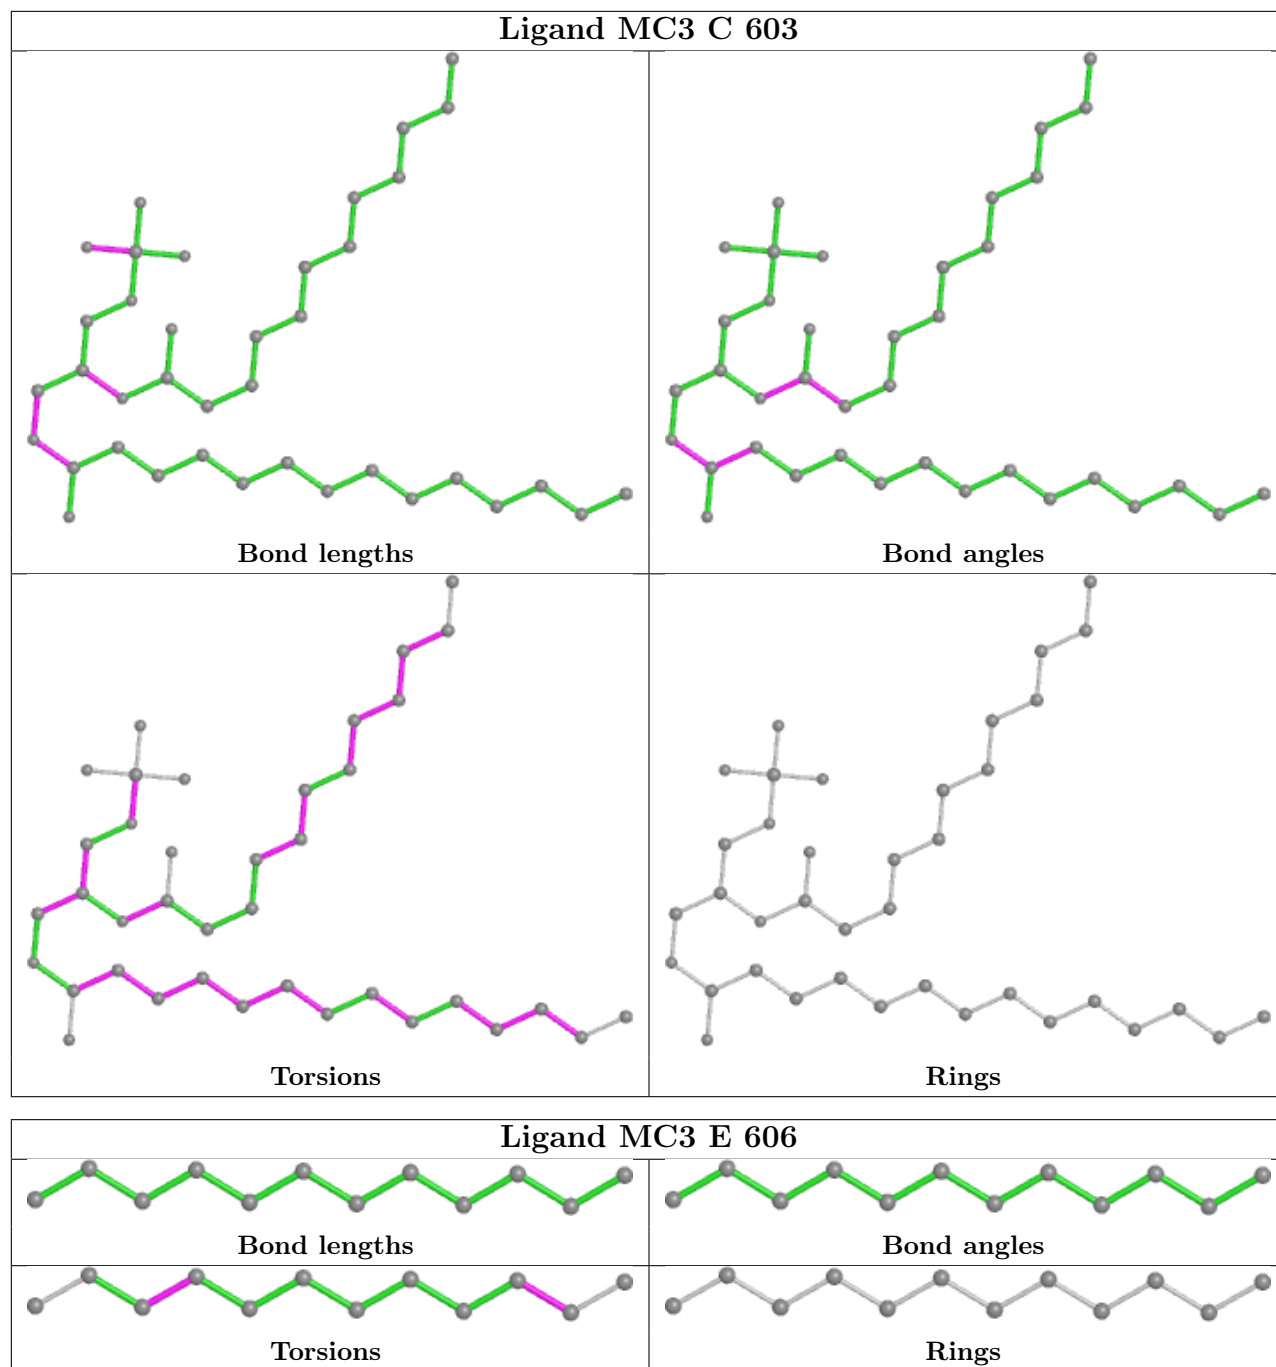 Ligand MC3 C 603
Bond lengths
Bond angles
Torsions
Rings
Ligand MC3 E 606
Bond lengths
Bond angles
Torsions
Rings